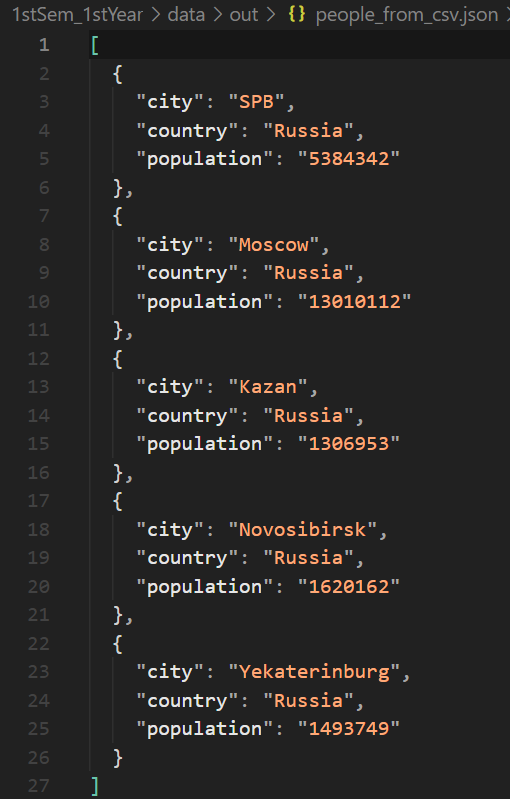 1stSem_1stYear > data > out > {} people_from_csv.json >
1 [
2 {
3 "city": "SPB",
4 "country": "Russia",
5 "population": "5384342"
6 },
7 {
8 "city": "Moscow",
9 "country": "Russia",
10 "population": "13010112"
11 },
12 {
13 "city": "Kazan",
14 "country": "Russia",
15 "population": "1306953"
16 },
17 {
18 "city": "Novosibirsk",
19 "country": "Russia",
20 "population": "1620162"
21 },
22 {
23 "city": "Yekaterinburg",
24 "country": "Russia",
25 "population": "1493749"
26 }
27 ]